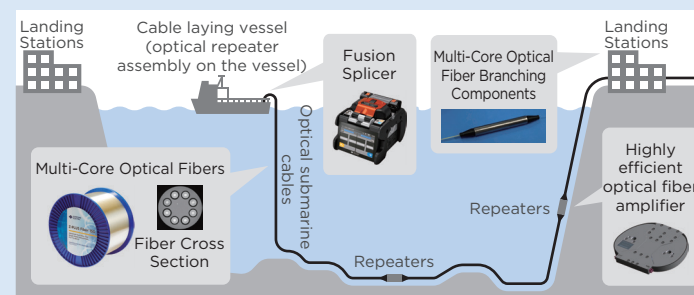 Landing
Stations
Cable laying vessel
(optical repeater
assembly on the vessel)
Fusion
Splicer
Multi-Core Optical
Fiber Branching
Components
Landing
Stations
Multi-Core Optical Fibers
Fiber Cross
Section
Optical submarine
cables
Repeaters
Repeaters
Highly
efficient
optical fiber
amplifier